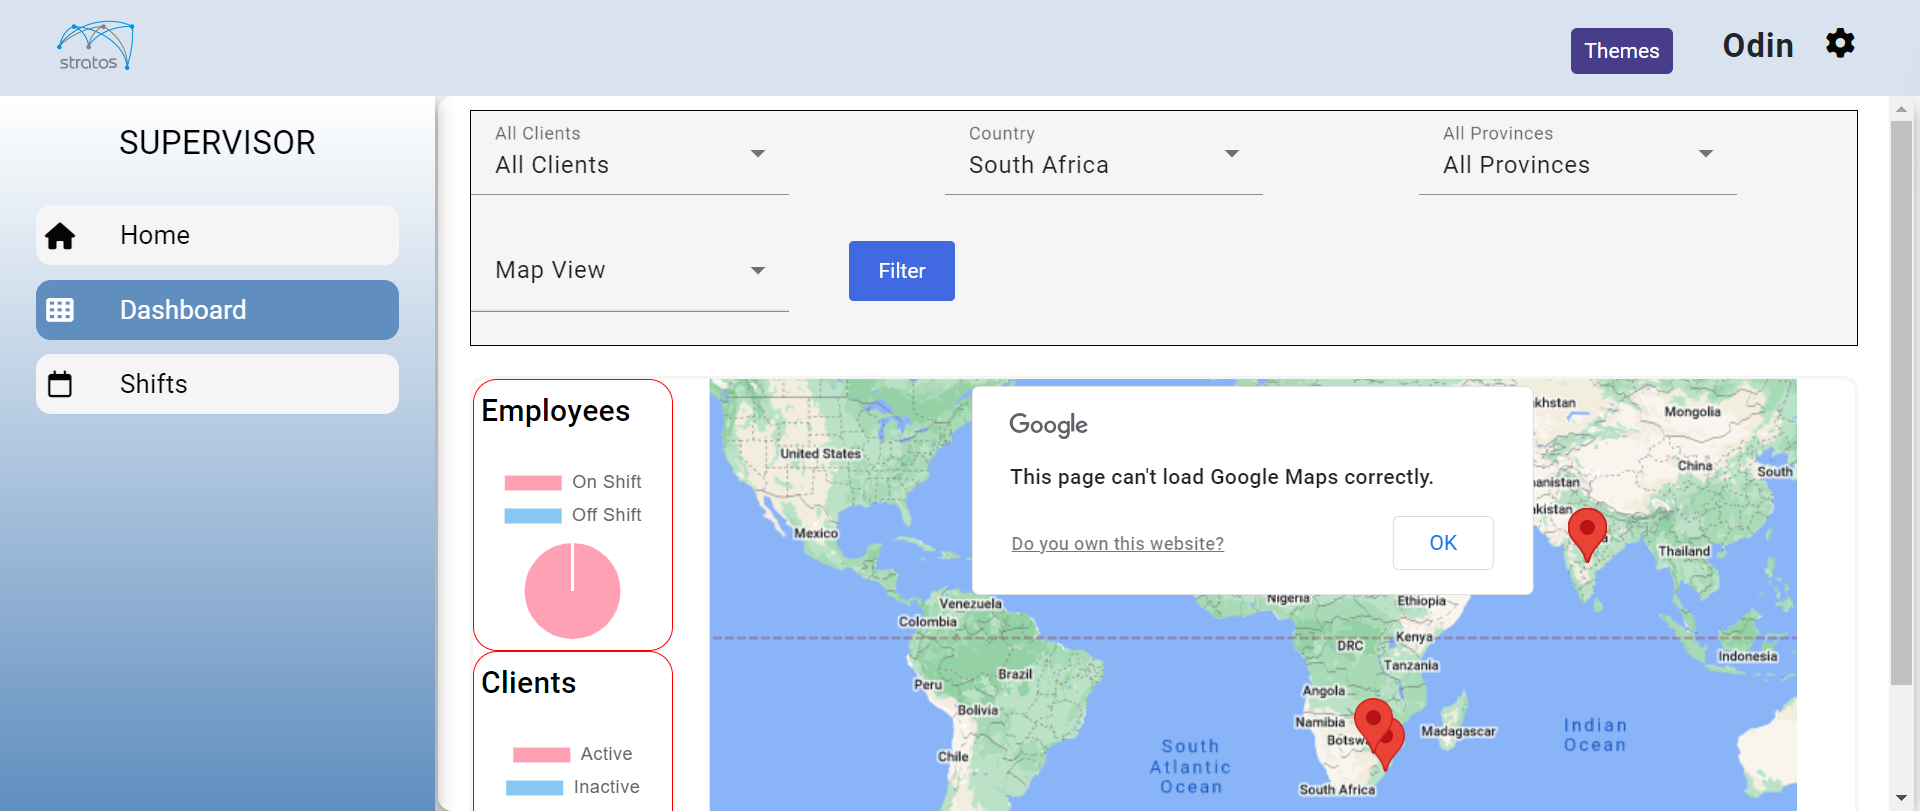 stratos
Themes
Odin
SUPERVISOR
Home
Dashboard
Shifts
All Clients
All Clients
Country
South Africa
All Provinces
All Provinces
Map View
Filter
Employees
On Shift
Off Shift
Clients
Active
Inactive
Google
This page can't load Google Maps correctly.
Do you own this website?
OK
United States
Mexico
Venezuela
Colombia
Brazil
Peru
Bolivia
Chile
South
Atlantic
Ocean
Nigeria
Ethiopia
Kenya
DRC
Tanzania
Angola
Namibia
Botsw
Madagascar
South Africa
Indian
Ocean
khstan
Mongolia
China
South
anistan
kistan
Thailand
Indonesia